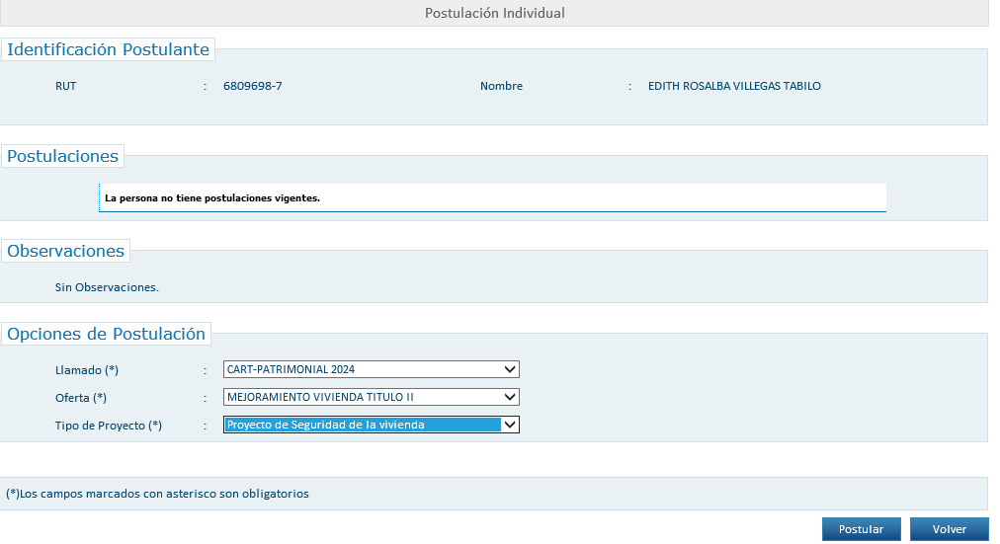 Postulación Individual
Identificación Postulante
RUT : 6809698-7 Nombre : EDITH ROSALBA VILLEGAS TABILO
Postulaciones
La persona no tiene postulaciones vigentes.
Observaciones
Sin Observaciones.
Opciones de Postulación
Llamado (*) : CART-PATRIMONIAL 2024
Oferta (*) : MEJORAMIENTO VIVIENDA TITULO II
Tipo de Proyecto (*) : Proyecto de Seguridad de la vivienda
(*)Los campos marcados con asterisco son obligatorios
Postular Volver